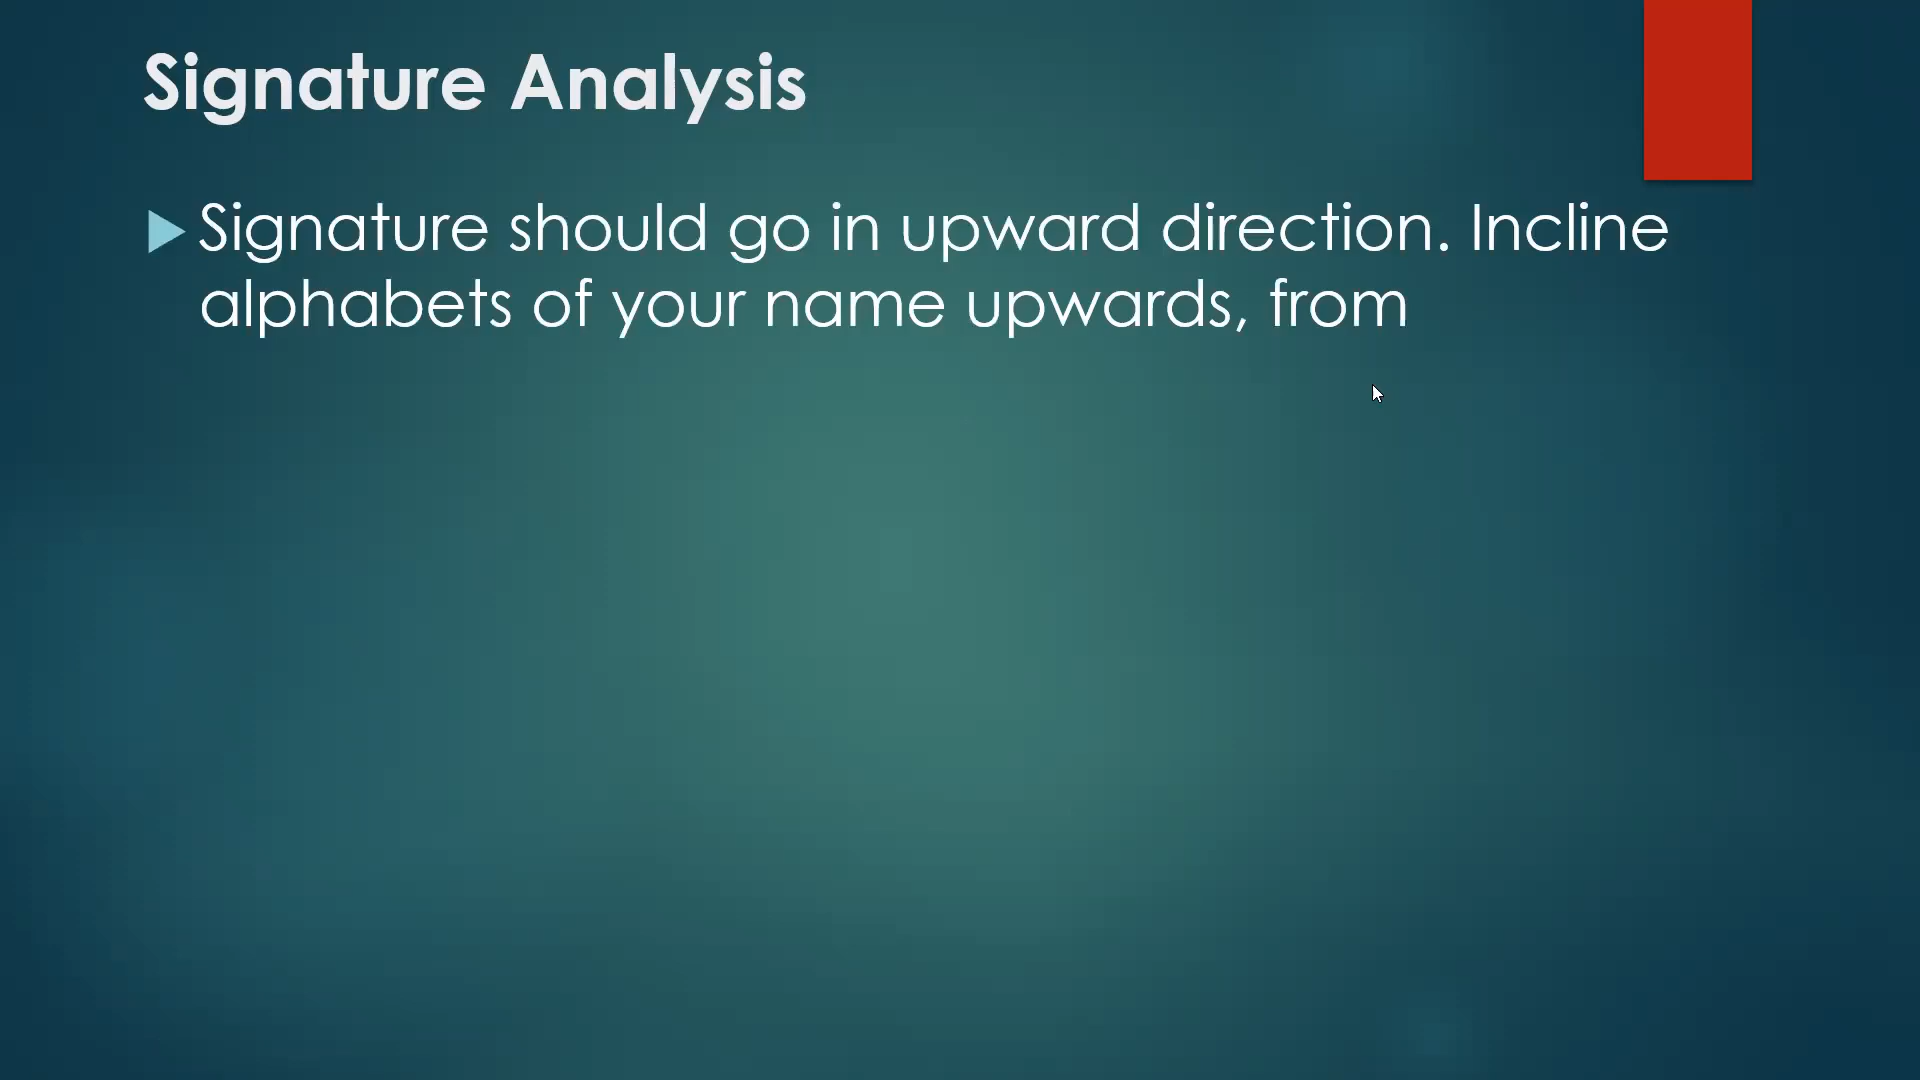 Signature Analysis
Signature should go in upward direction. Incline
alphabets of your name upwards, from